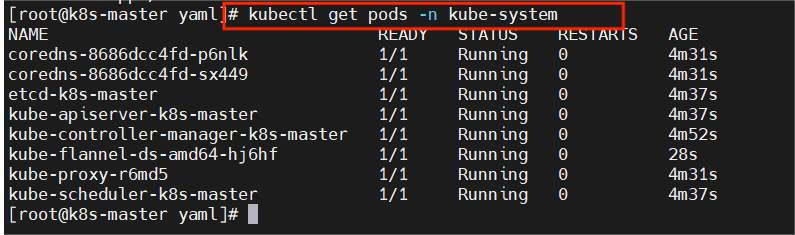 [root@k8s-master yaml]# kubectl get pods -n kube-system
NAME READY STATUS RESTARTS AGE
coredns-8686dcc4fd-p6nlk 1/1 Running 0 4m31s
coredns-8686dcc4fd-sx449 1/1 Running 0 4m31s
etcd-k8s-master 1/1 Running 0 4m37s
kube-apiserver-k8s-master 1/1 Running 0 4m37s
kube-controller-manager-k8s-master 1/1 Running 0 4m52s
kube-flannel-ds-amd64-hj6hf 1/1 Running 0 28s
kube-proxy-r6md5 1/1 Running 0 4m31s
kube-scheduler-k8s-master 1/1 Running 0 4m37s
[root@k8s-master yaml]#